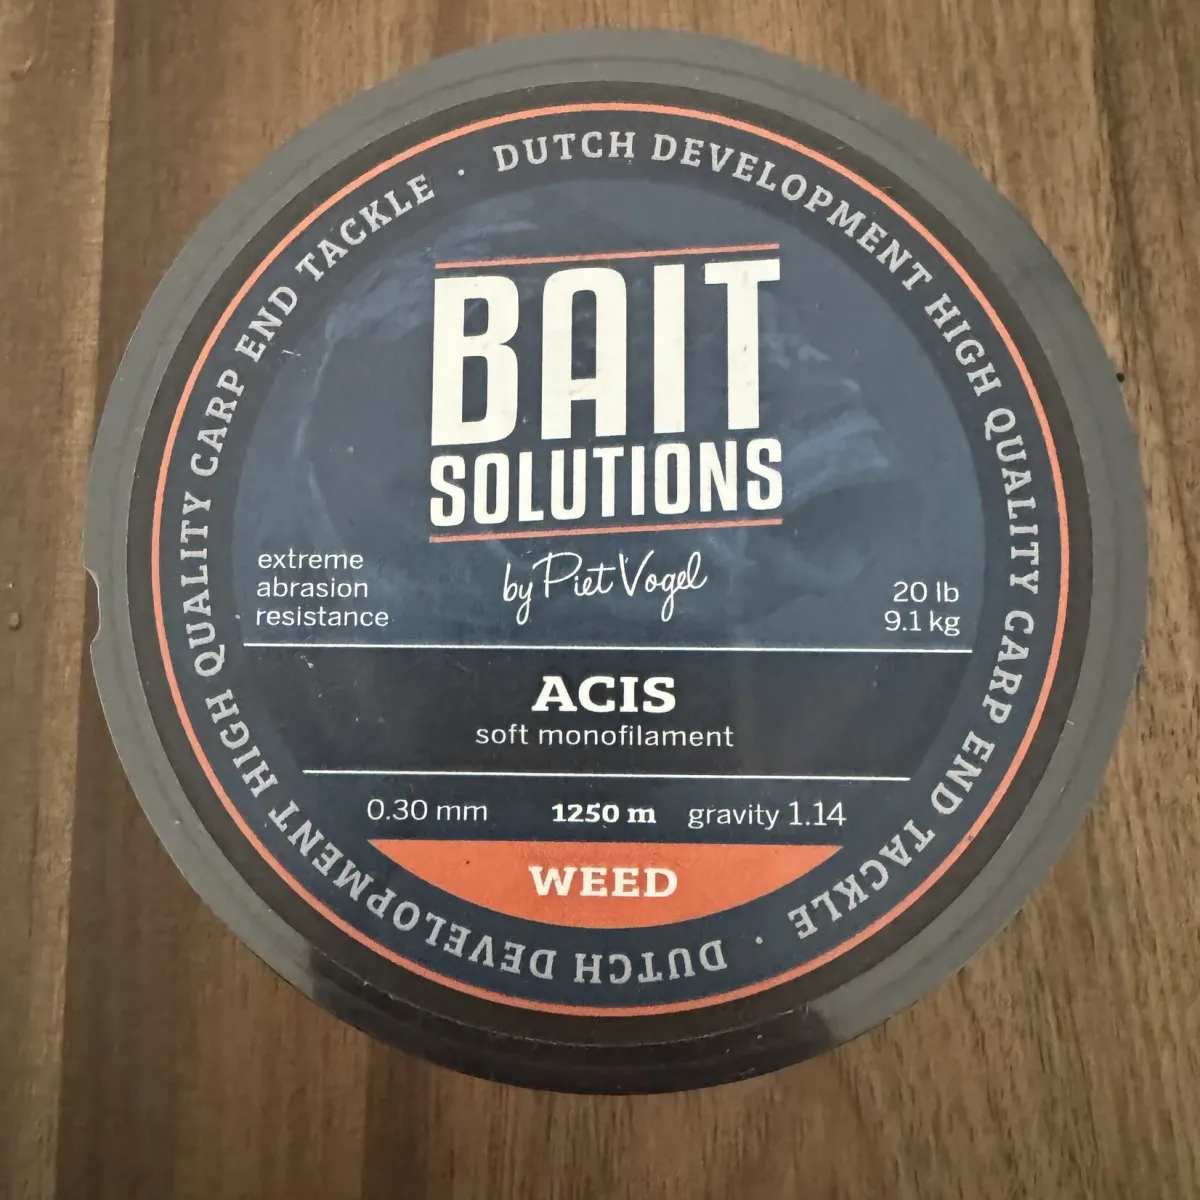 DUTCH DEVELOPMENT HIGH QUALITY CARP END TACKLE · DUTCH DEVELOPMENT HIGH QUALITY CARP END TACKLE ·
BAIT
SOLUTIONS
by Piet Vogel
extreme
abrasion
resistance
20 lb
9.1 kg
ACIS
soft monofilament
0.30 mm 1250 m gravity 1.14
WEED